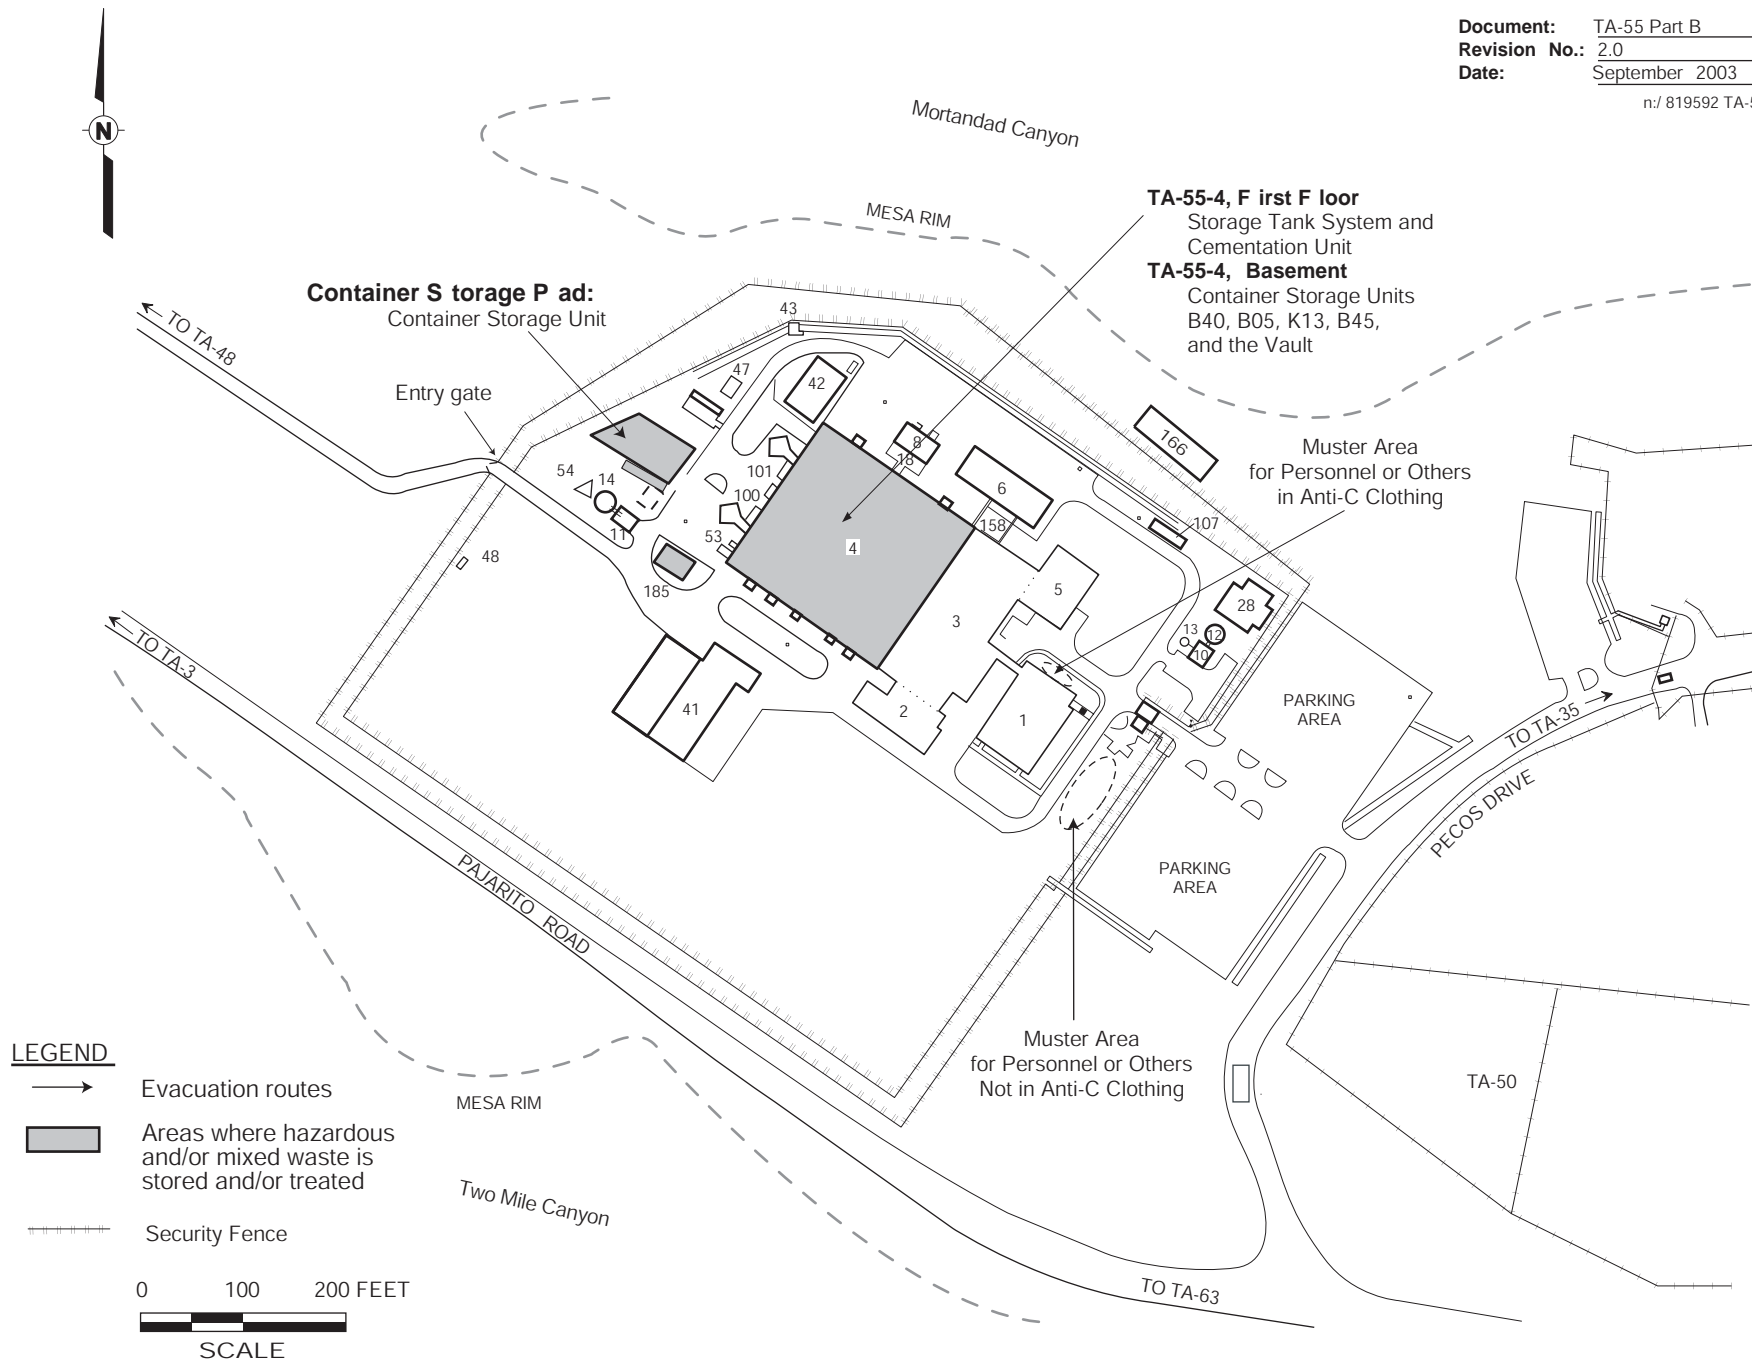 Document: TA-55 Part B
Revision No.: 2.0
Date: September 2003
n:/ 819592 TA-5
N
Mortandad Canyon
MESA RIM
TA-55-4, F irst F loor
Storage Tank System and
Cementation Unit
TA-55-4, Basement
Container Storage Units
B40, B05, K13, B45,
and the Vault
Container S torage P ad:
Container Storage Unit
TO TA-48
Entry gate
43
47
42
8
18
166
Muster Area
for Personnel or Others
in Anti-C Clothing
54
14
101
100
6
158
107
11
53
4
48
185
5
28
3
13
12
10
TO TA-3
41
2
1
PARKING
AREA
TO TA-35
PECOS DRIVE
PARKING
AREA
PAJARITO ROAD
Muster Area
for Personnel or Others
Not in Anti-C Clothing
TA-50
LEGEND
Evacuation routes
Areas where hazardous
and/or mixed waste is
stored and/or treated
Security Fence
MESA RIM
Two Mile Canyon
TO TA-63
0 100 200 FEET
SCALE